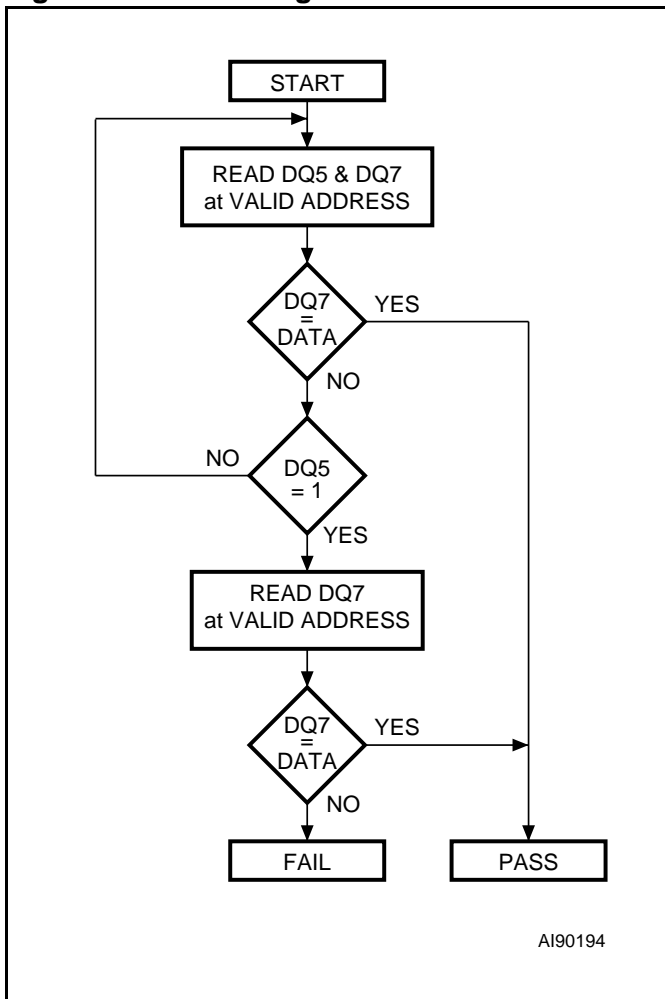 START
READ DQ5 & DQ7
at VALID ADDRESS
DQ7
=
DATA
YES
NO
NO
DQ5
= 1
YES
READ DQ7
at VALID ADDRESS
DQ7
=
DATA
YES
NO
FAIL
PASS
AI90194